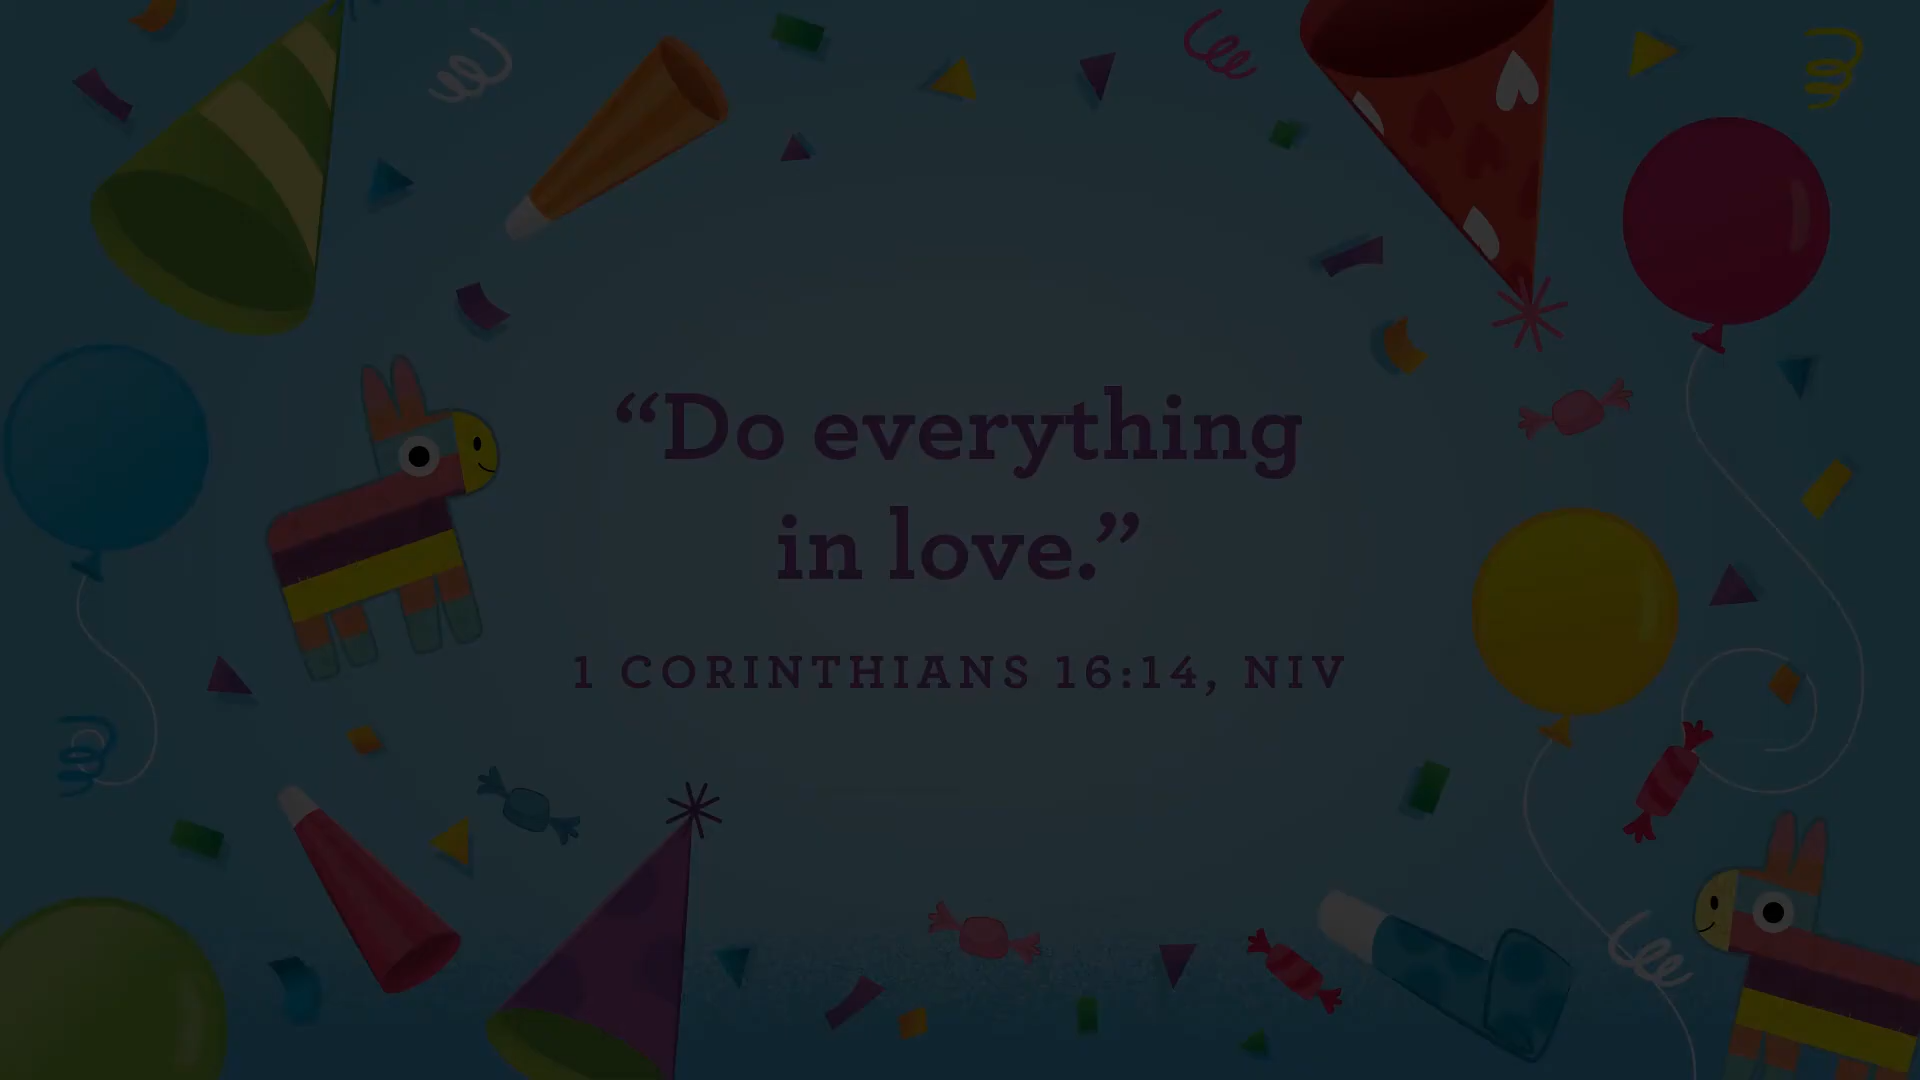 “Do everything
in love.”
1 CORINTHIANS 16:14, NIV